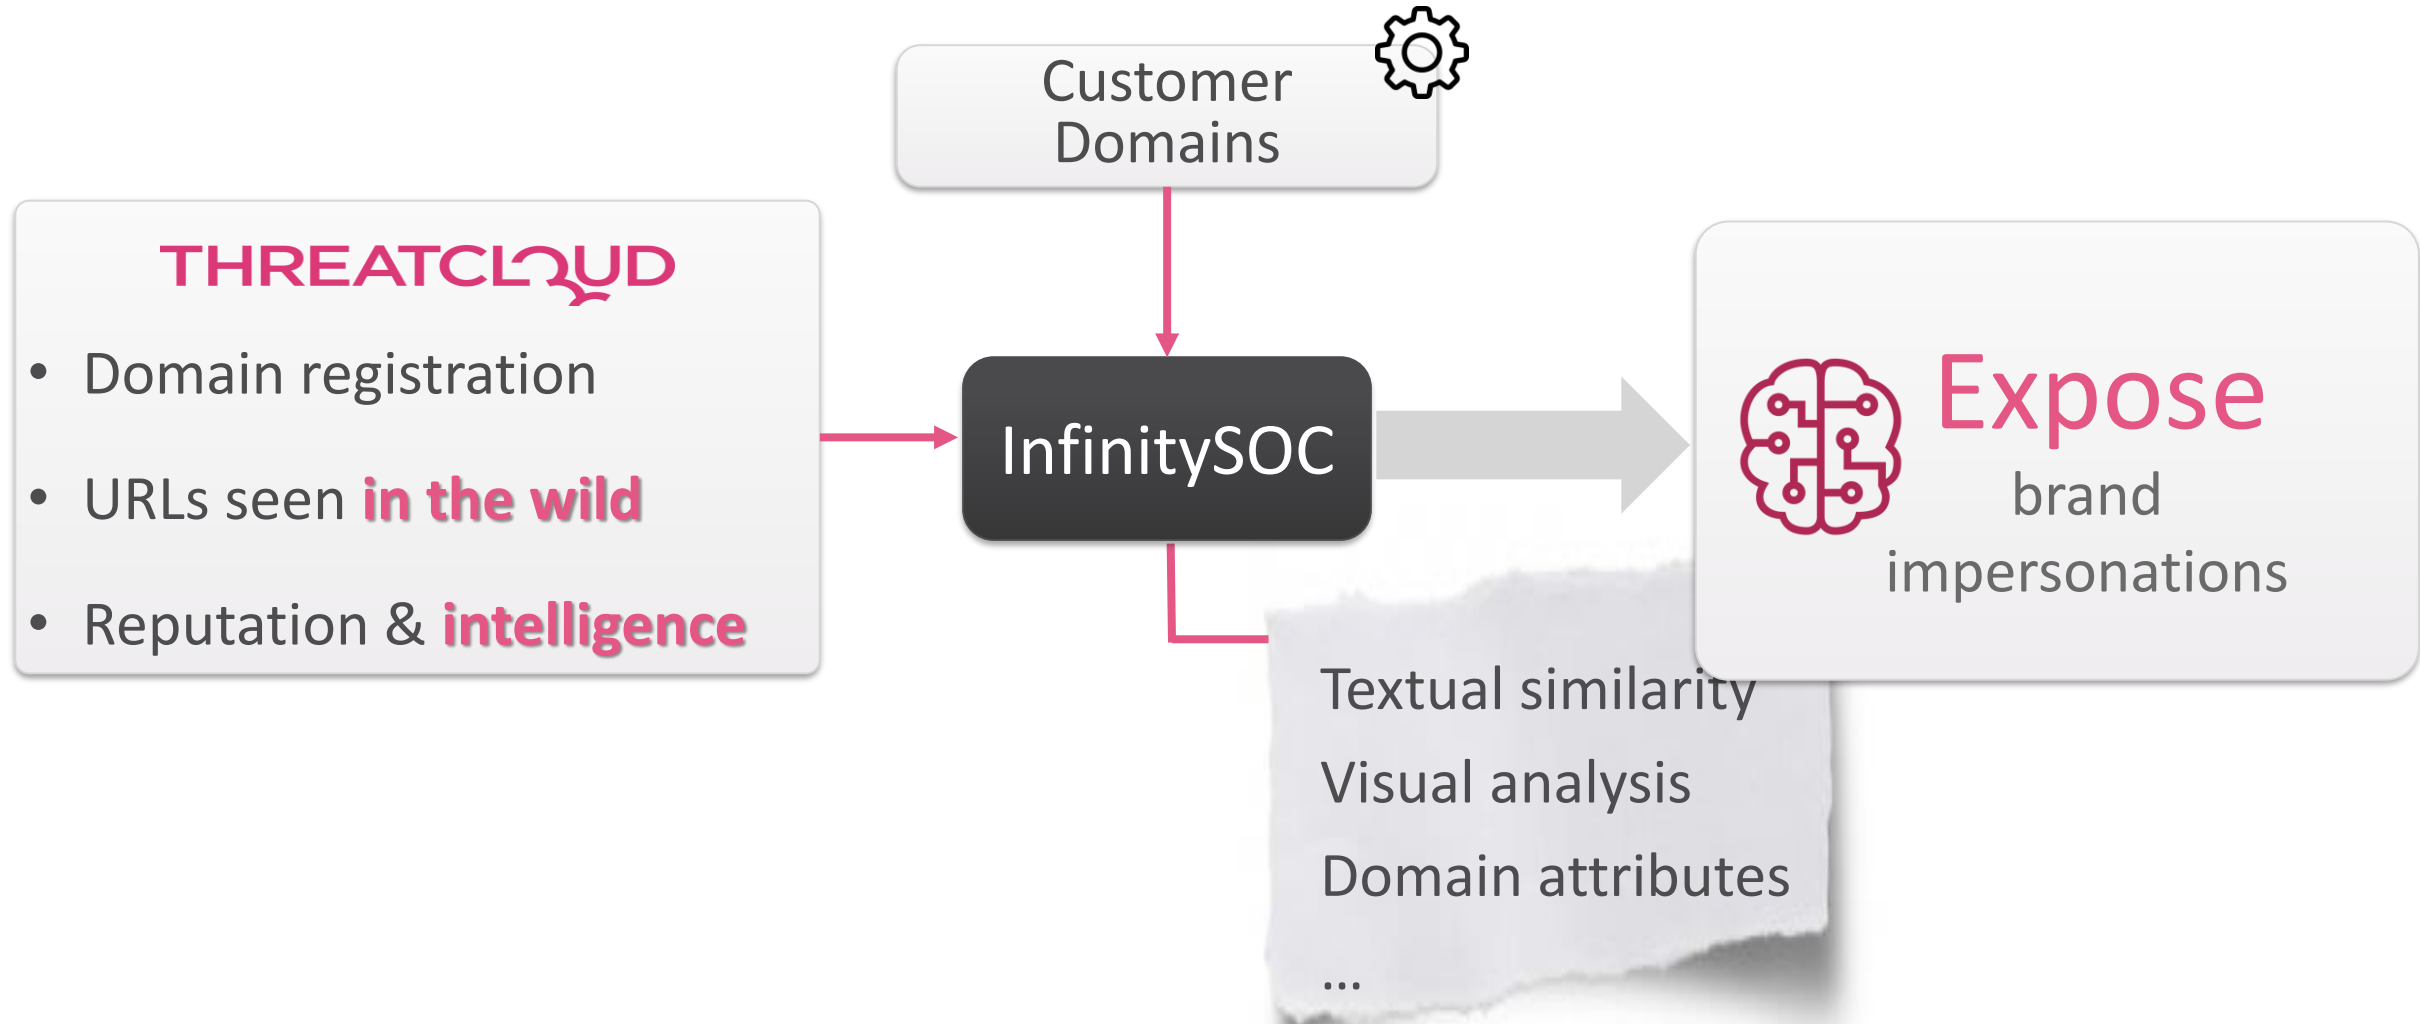 Customer
Domains
THREATCLOUD
• Domain registration
• URLs seen in the wild
• Reputation & intelligence
InfinitySOC
Expose
brand
impersonations
Textual similarity
Visual analysis
Domain attributes
...